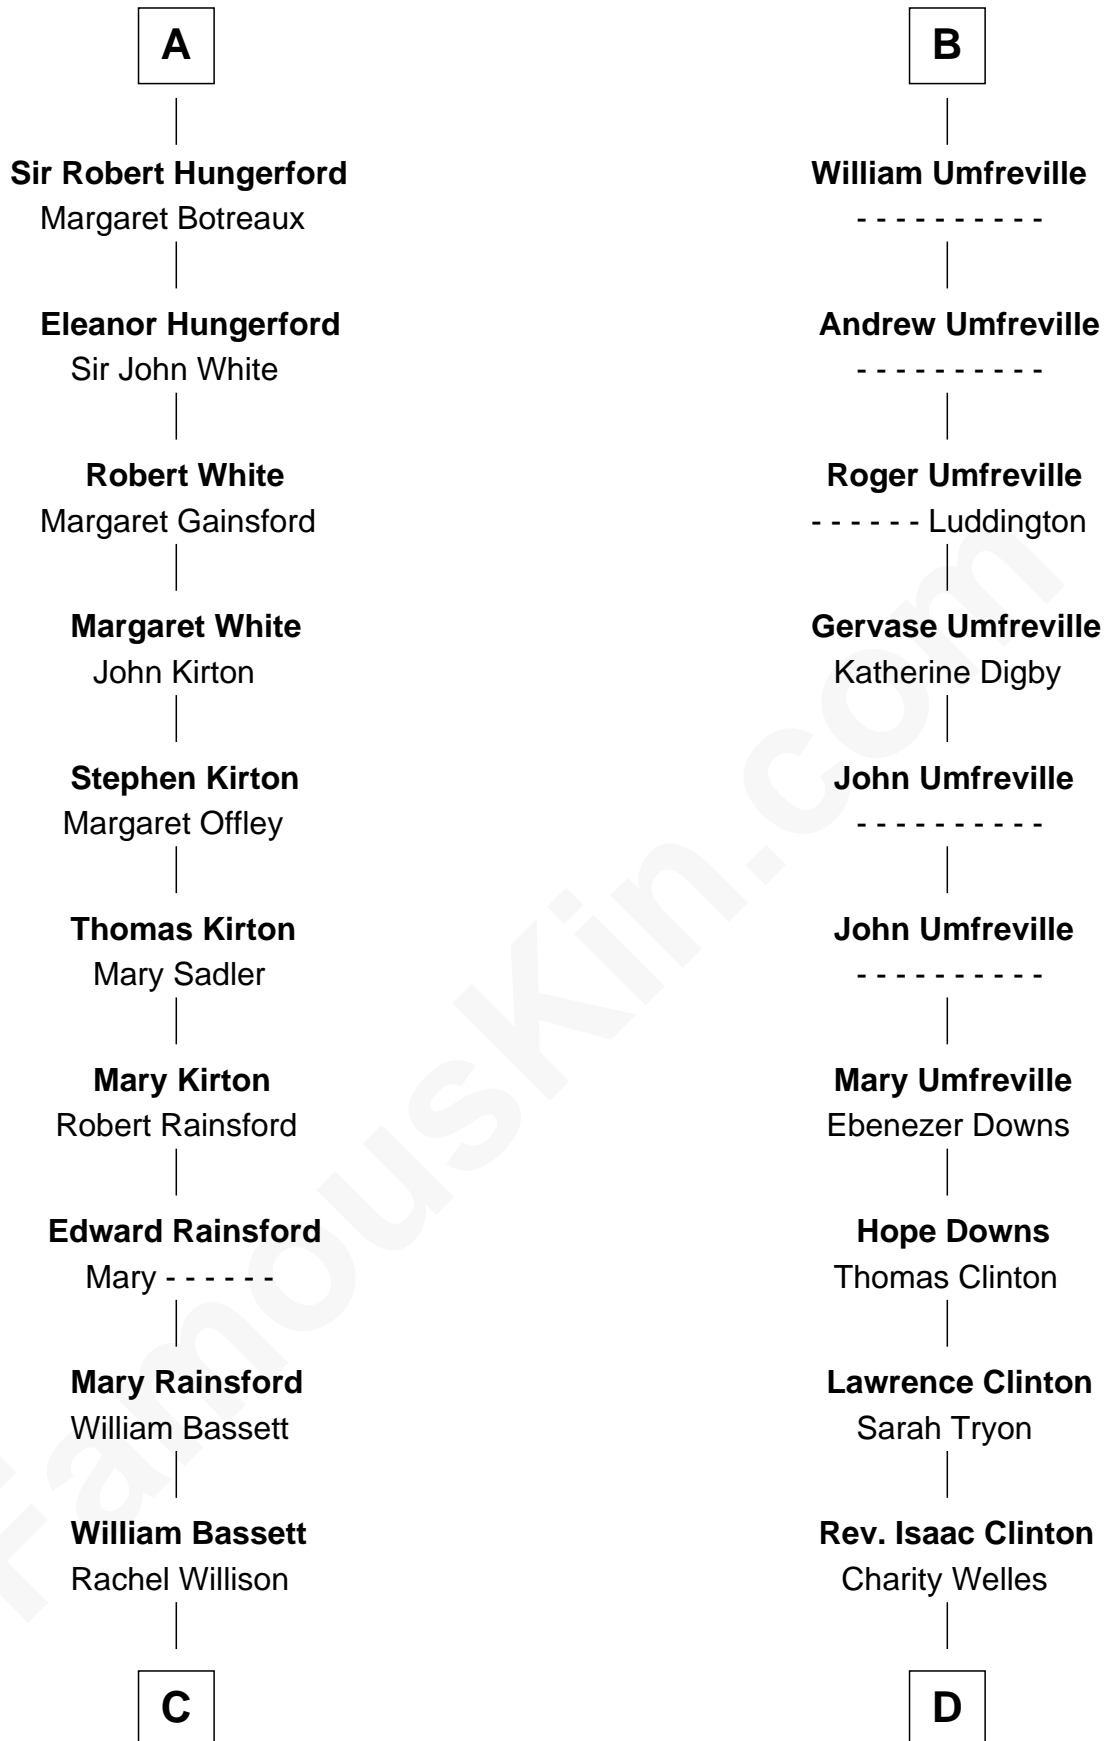 A
Sir Robert Hungerford
Margaret Botreaux
Eleanor Hungerford
Sir John White
Robert White
Margaret Gainsford
Margaret White
John Kirton
Stephen Kirton
Margaret Offley
Thomas Kirton
Mary Sadler
Mary Kirton
Robert Rainsford
Edward Rainsford
Mary - - - - - -
Mary Rainsford
William Bassett
William Bassett
Rachel Willison
C
B
William Umfreville
- - - - - - - - - -
Andrew Umfreville
- - - - - - - - - -
Roger Umfreville
- - - - - - Luddington
Gervase Umfreville
Katherine Digby
John Umfreville
- - - - - - - - - -
John Umfreville
- - - - - - - - - -
Mary Umfreville
Ebenezer Downs
Hope Downs
Thomas Clinton
Lawrence Clinton
Sarah Tryon
Rev. Isaac Clinton
Charity Welles
D
FamousKin.com